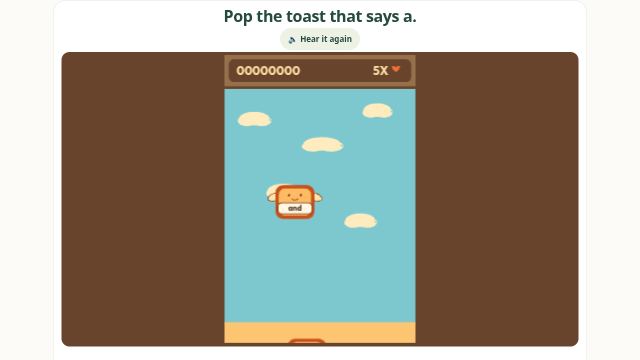 Pop the toast that says a.
Hear it again
00000000 5X
and